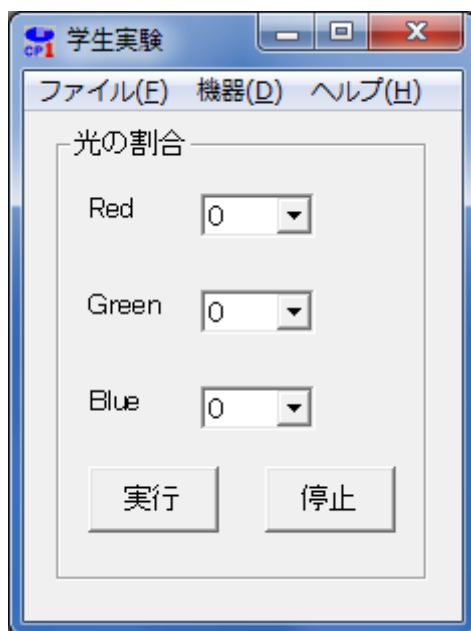 CP1 学生実験
ファイル(F) 機器(D) ヘルプ(H)
光の割合
Red 0
Green 0
Blue 0
実行 停止